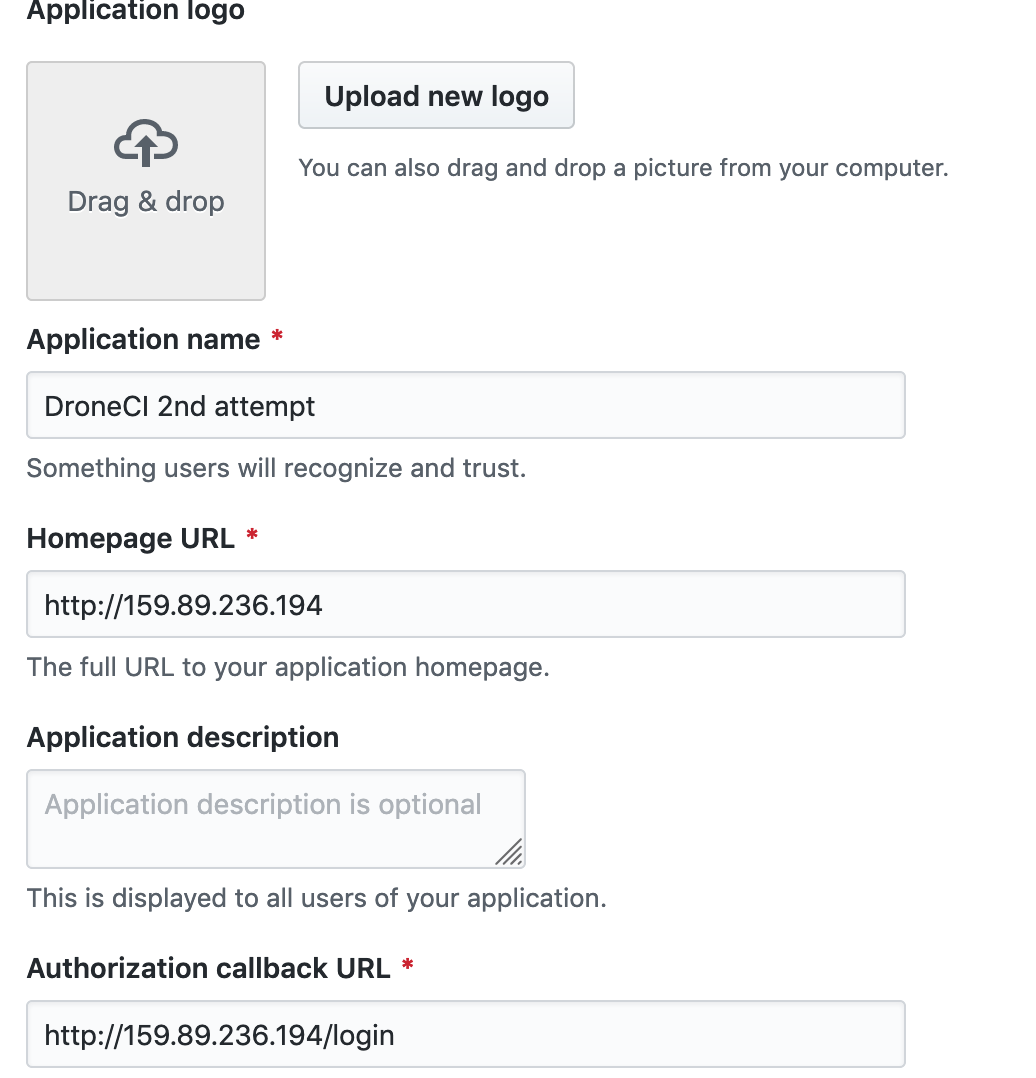 Application logo
Drag & drop
Upload new logo
You can also drag and drop a picture from your computer.
Application name *
DroneCI 2nd attempt
Something users will recognize and trust.
Homepage URL *
http://159.89.236.194
The full URL to your application homepage.
Application description
Application description is optional
This is displayed to all users of your application.
Authorization callback URL *
http://159.89.236.194/login